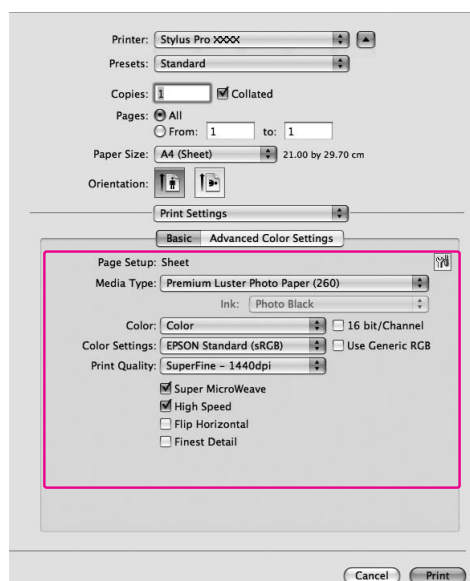 Printer: Stylus Pro XXXX
Presets: Standard
Copies: 1 Collated
Pages: All
From: 1 to: 1
Paper Size: A4 (Sheet) 21.00 by 29.70 cm
Orientation:
Print Settings
Basic Advanced Color Settings
Page Setup: Sheet
Media Type: Premium Luster Photo Paper (260)
Ink: Photo Black
Color: Color 16 bit/Channel
Color Settings: EPSON Standard (sRGB) Use Generic RGB
Print Quality: SuperFine – 1440dpi
Super MicroWeave
High Speed
Flip Horizontal
Finest Detail
Cancel Print